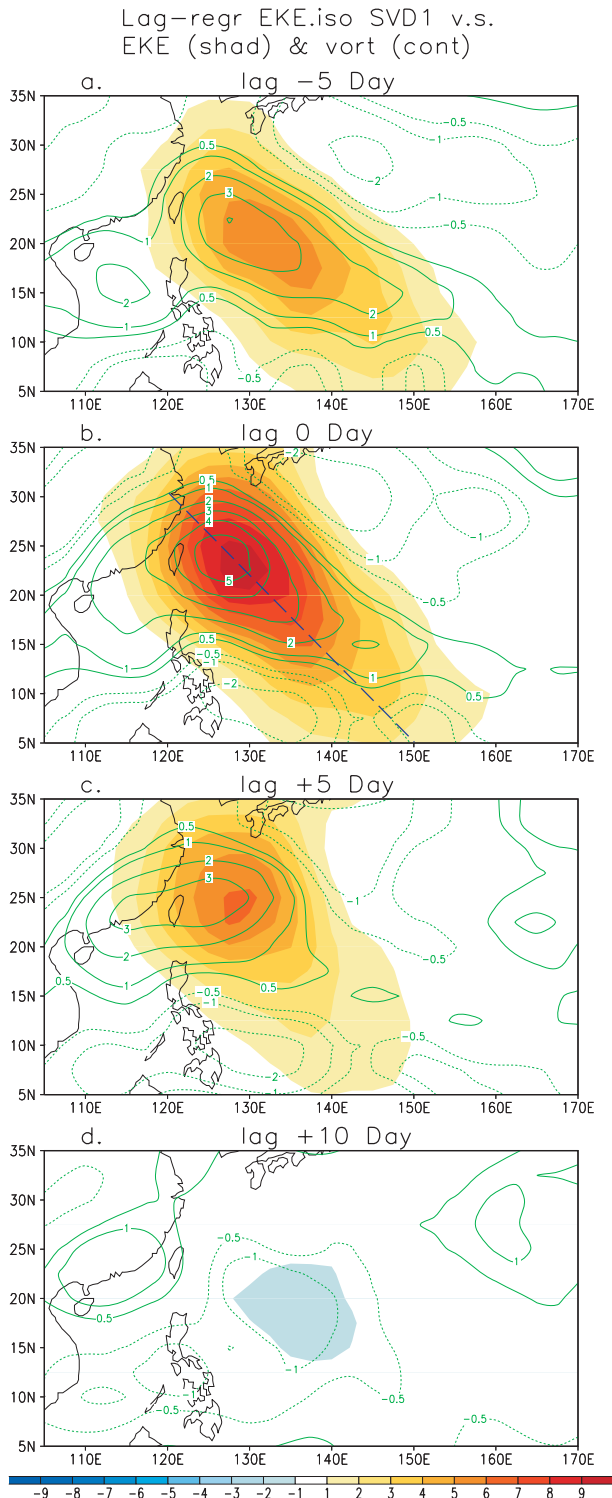 Lag-regr EKE.iso SVD1 v.s.
EKE (shad) & vort (cont)
a. lag -5 Day
35N
30N
25N
20N
15N
10N
5N
-0.5
-1
-2
-1
-0.5
0.5
2
3
1
2
1
0.5
2
1
0.5
-0.5
110E 120E 130E 140E 150E 160E 170E
b. lag 0 Day
35N
30N
25N
20N
15N
10N
5N
-2
0.5
1
2
3
4
-1
-1
5
-0.5
0.5
2
-0.5
-1
1
1
-2
0.5
110E 120E 130E 140E 150E 160E 170E
c. lag +5 Day
35N
30N
25N
20N
15N
10N
5N
0.5
1
2
3
-1
3
2
-0.5
0.5
1
-0.5
0.5
-1
-0.5
-2
110E 120E 130E 140E 150E 160E 170E
d. lag +10 Day
35N
30N
25N
20N
15N
10N
5N
1
-0.5
-1
1
0.5
-1
-1
-0.5
-0.5
110E 120E 130E 140E 150E 160E 170E
-9 -8 -7 -6 -5 -4 -3 -2 -1 1 2 3 4 5 6 7 8 9